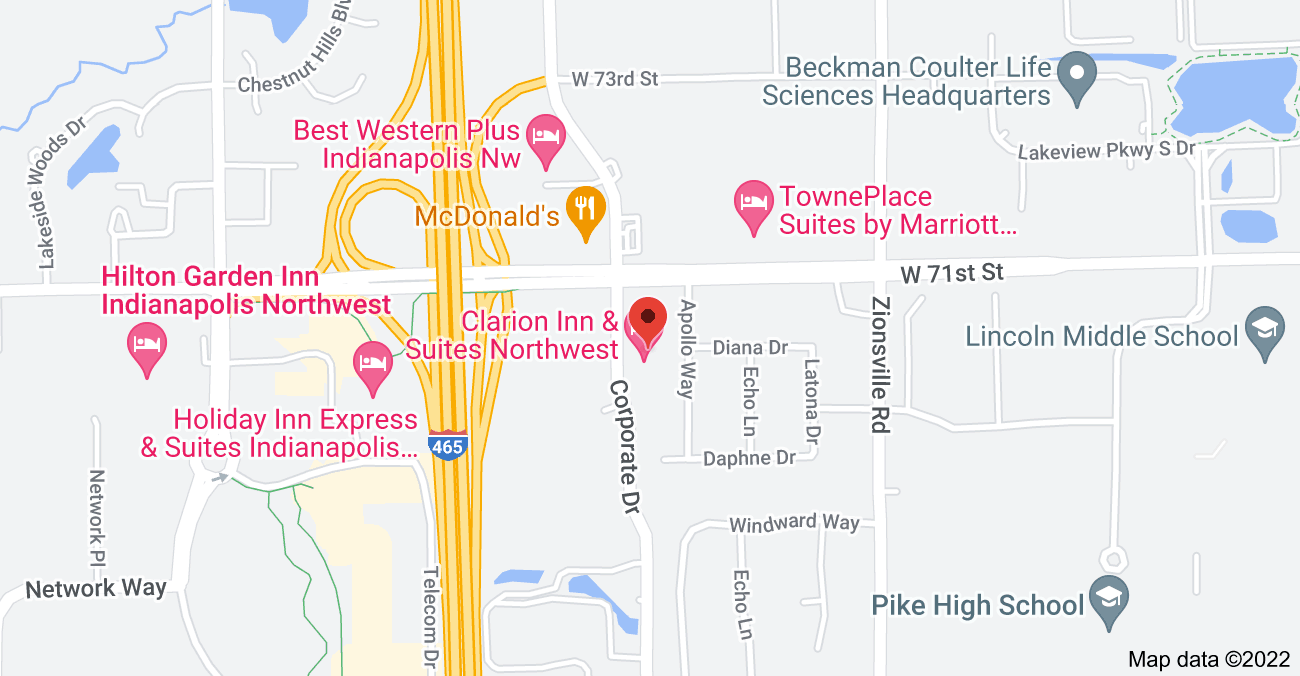 Chestnut Hills Blv
W 73rd St
Beckman Coulter Life
Sciences Headquarters
Best Western Plus
Indianapolis Nw
Lakeside Woods Dr
Lakeview Pkwy S Dr
McDonald's
TownePlace
Suites by Marriott...
W 71st St
Hilton Garden Inn
Indianapolis Northwest
Clarion Inn &
Suites Northwest
Apollo Way
Diana Dr
Echo Ln
Latona Dr
Daphne Dr
Zionsville Rd
Lincoln Middle School
Corporate Dr
Holiday Inn Express
& Suites Indianapolis...
465
Network Pl
Network Way
Telecom Dr
Windward Way
Echo Ln
Pike High School
Map data ©2022